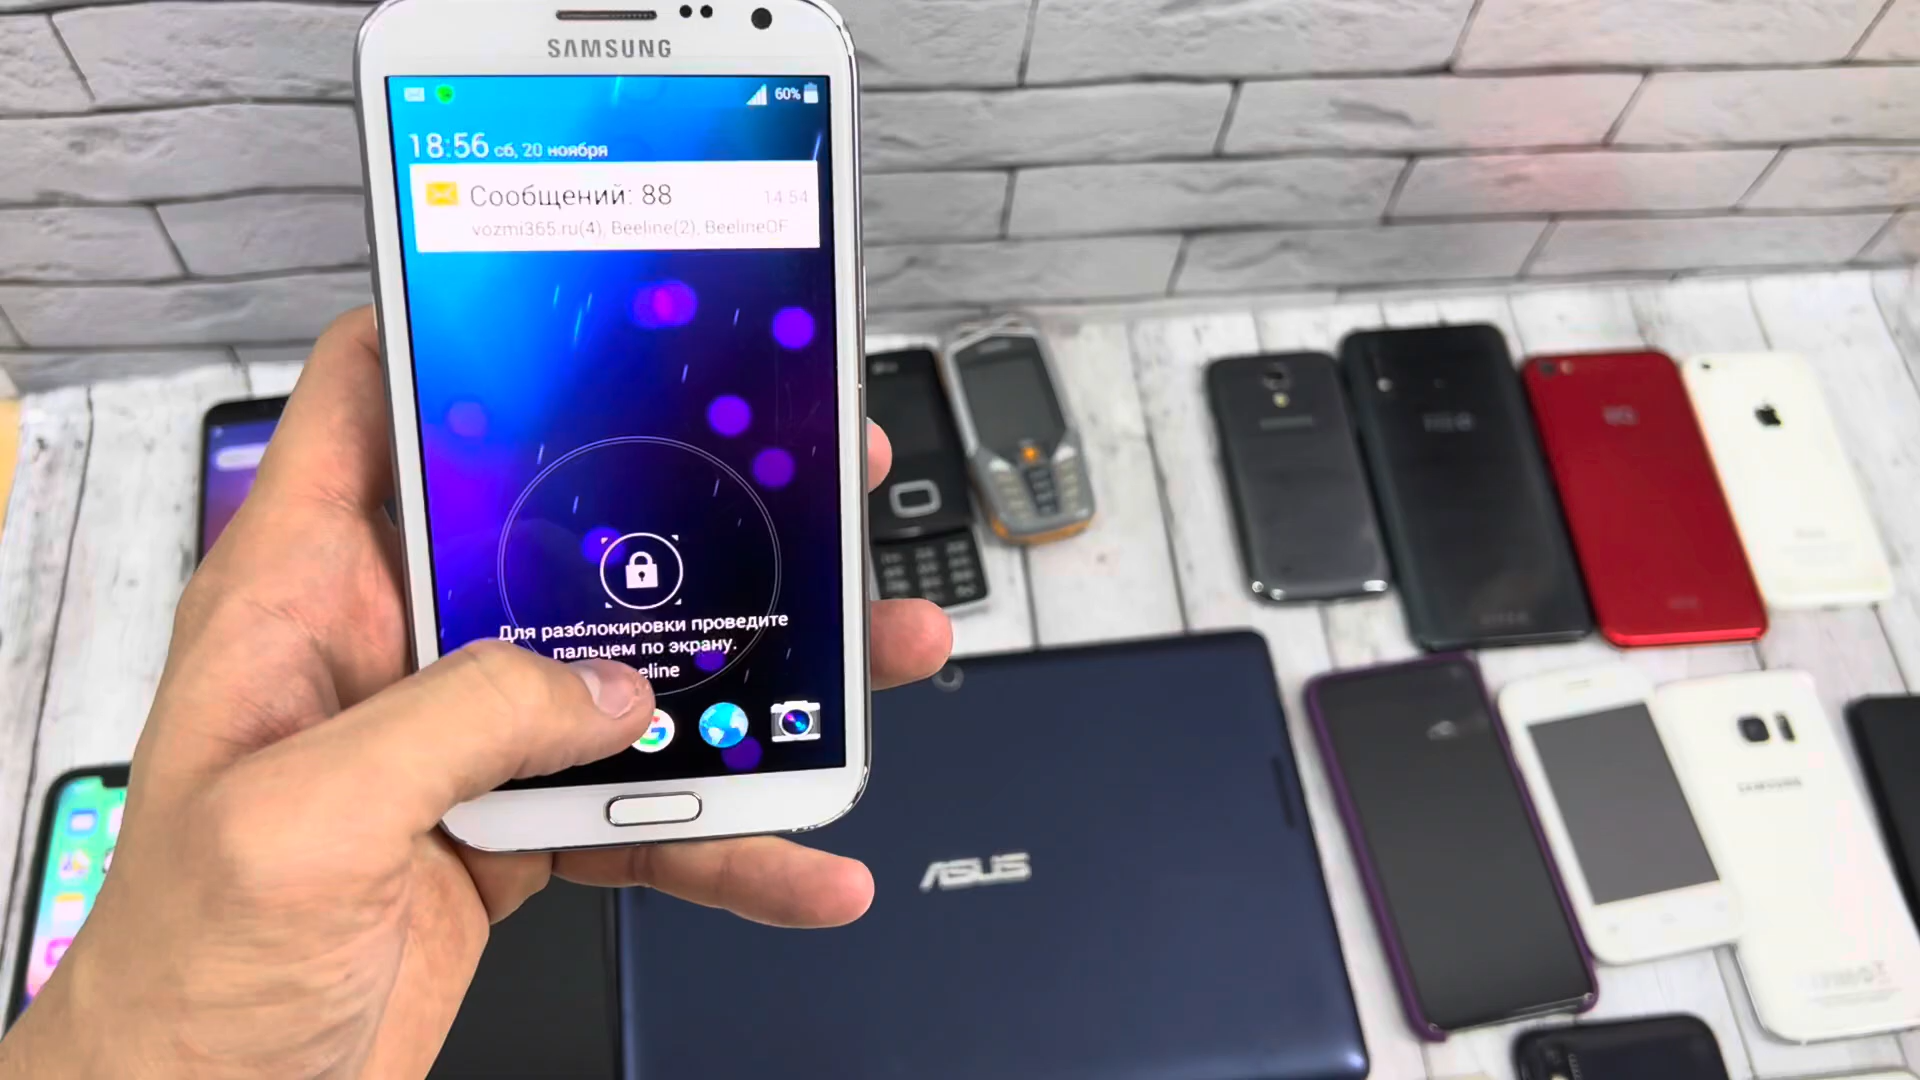 SAMSUNG
60%
18:56 сб, 20 ноября
Сообщений: 88
14:54
vozmi365.ru(4), Beeline(2), BeelineOF
Для разблокировки проведите
пальцем по экрану.
eline
ASUS
SAMSUNG